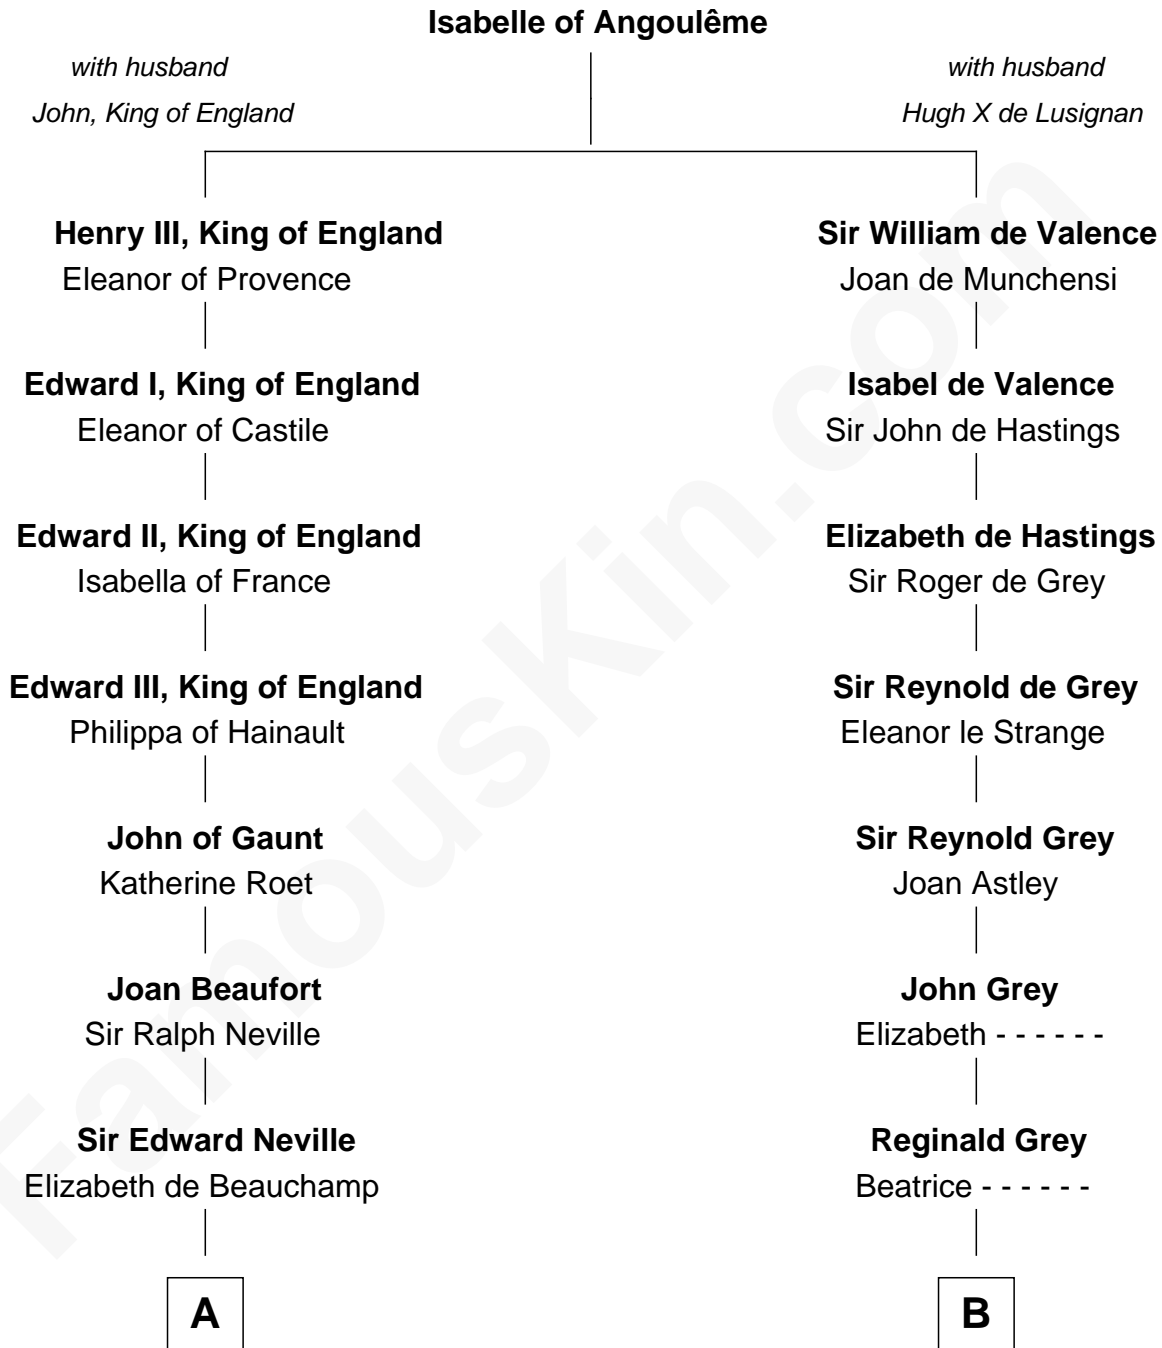 Isabelle of Angoulême
with husband
John, King of England
with husband
Hugh X de Lusignan
Henry III, King of England
Eleanor of Provence
Sir William de Valence
Joan de Munchensi
Edward I, King of England
Eleanor of Castile
Isabel de Valence
Sir John de Hastings
Edward II, King of England
Isabella of France
Elizabeth de Hastings
Sir Roger de Grey
Edward III, King of England
Philippa of Hainault
Sir Reynold de Grey
Eleanor le Strange
John of Gaunt
Katherine Roet
Sir Reynold Grey
Joan Astley
Joan Beaufort
Sir Ralph Neville
John Grey
Elizabeth - - - - - -
Sir Edward Neville
Elizabeth de Beauchamp
Reginald Grey
Beatrice - - - - - -
A
B
FamousKin.com